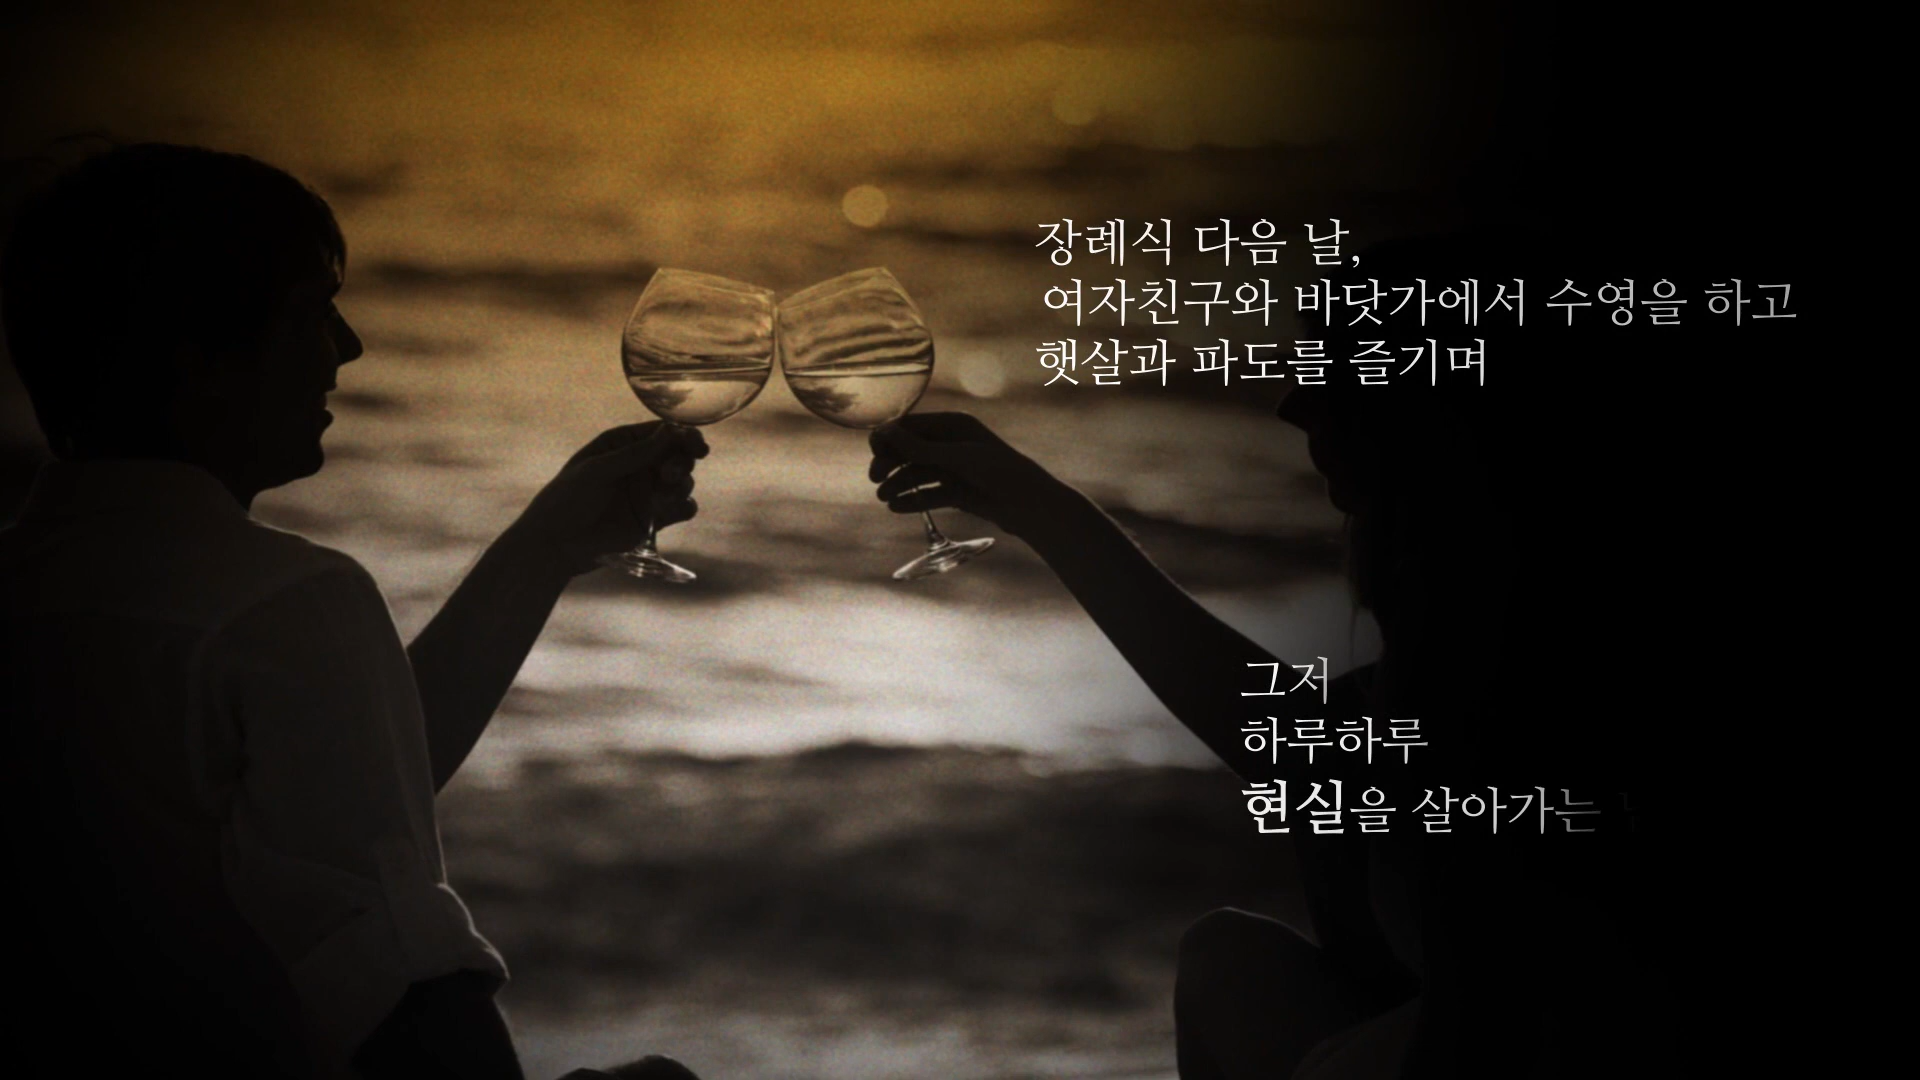 장례식 다음 날,
여자친구와 바닷가에서 수영을 하고
햇살과 파도를 즐기며
그저
하루하루
현실을 살아가는